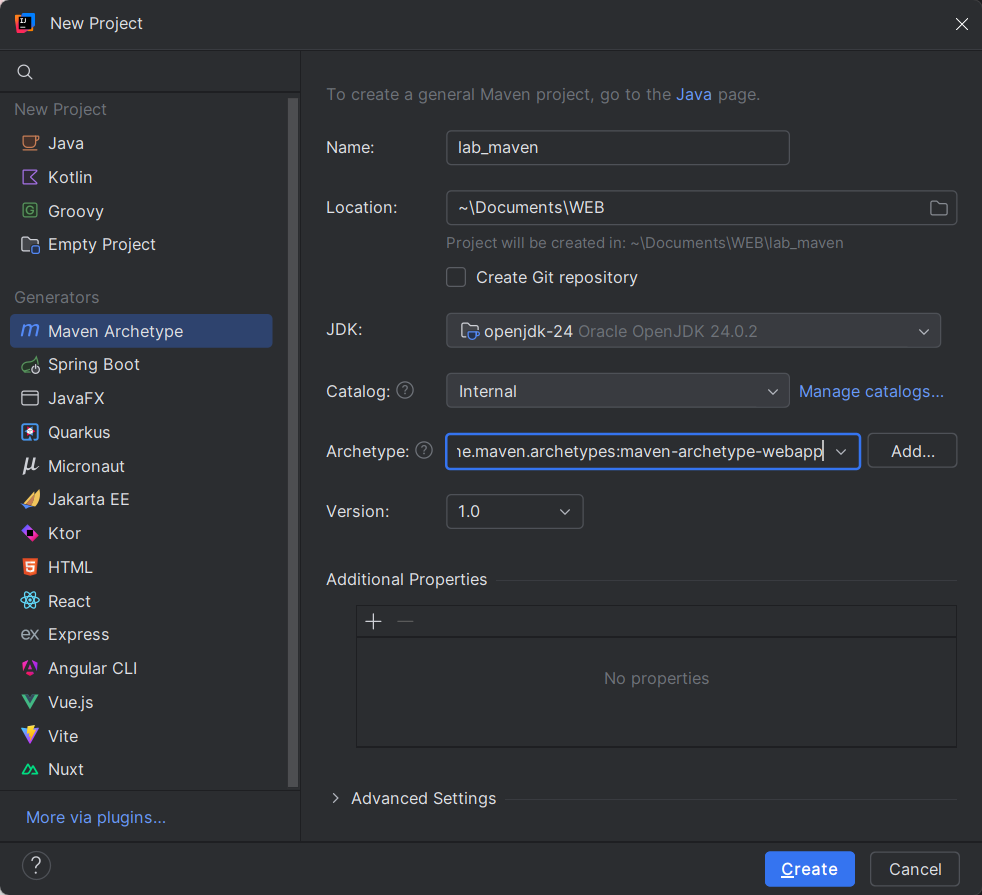 New Project
To create a general Maven project, go to the Java page.
New Project
Java
Kotlin
Groovy
Empty Project
Generators
Maven Archetype
Spring Boot
JavaFX
Quarkus
Micronaut
Jakarta EE
Ktor
HTML
React
Express
Angular CLI
Vue.js
Vite
Nuxt
More via plugins...
Name: lab_maven
Location: ~\Documents\WEB
Project will be created in: ~\Documents\WEB\lab_maven
Create Git repository
JDK: openjdk-24 Oracle OpenJDK 24.0.2
Catalog: ? Internal Manage catalogs...
Archetype: ? ne.maven.archetypes:maven-archetype-webapp Add...
Version: 1.0
Additional Properties
No properties
Advanced Settings
? Create Cancel